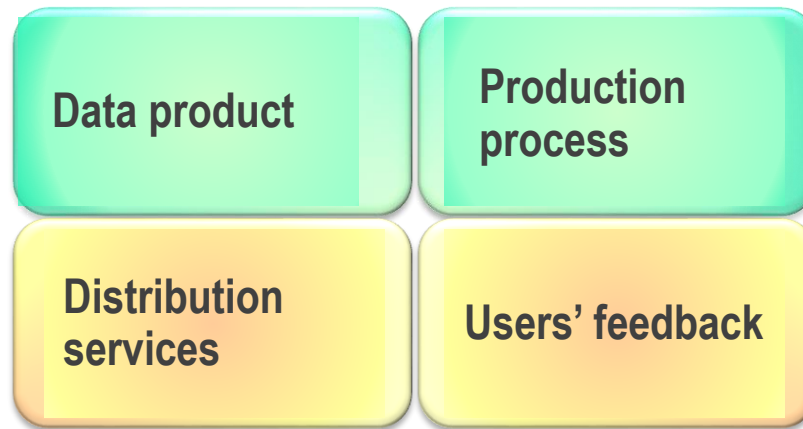 Data product
Production
process
Distribution
services
Users’ feedback